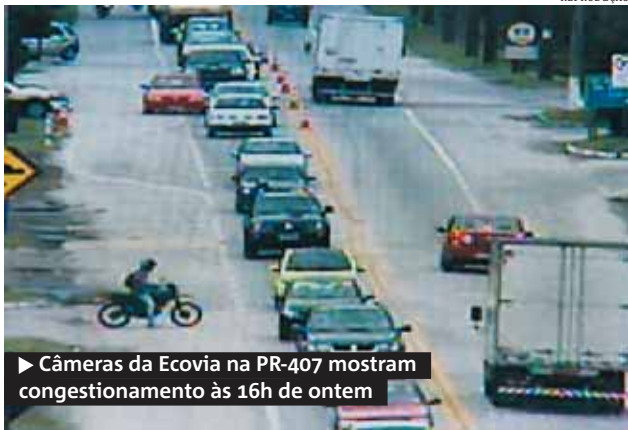 ▶ Câmeras da Ecovia na PR-407 mostram
congestionamento às 16h de ontem